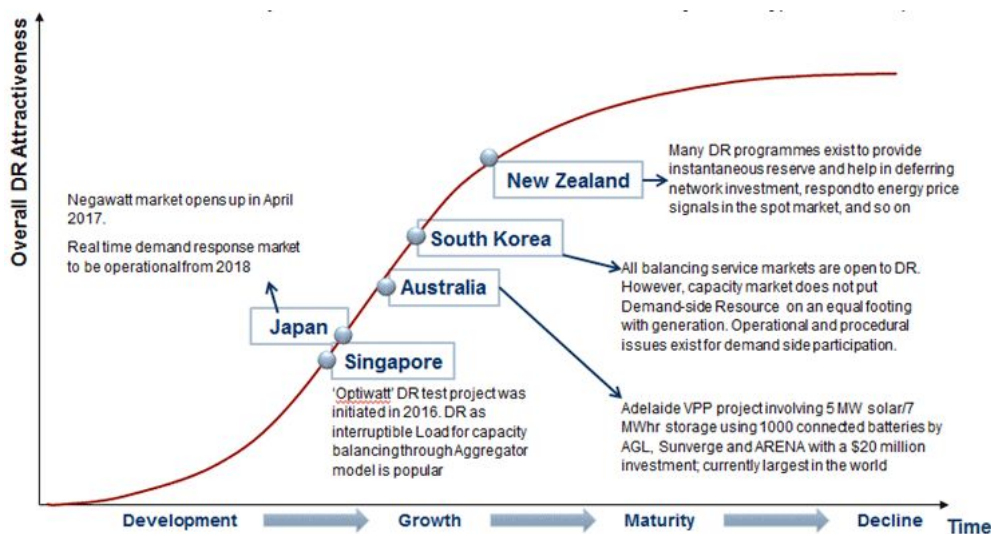 Overall DR Attractiveness
Many DR programmes exist to provide
instantaneous reserve and help in deferring
network investment, respond to energy price
signals in the spot market, and so on
New Zealand
Negawatt market opens up in April
2017.
Real time demand response market
to be operational from 2018
South Korea
All balancing service markets are open to DR.
However, capacity market does not put
Demand-side Resource on an equal footing
with generation. Operational and procedural
issues exist for demand side participation.
Australia
Japan
Singapore
'Optiwatt' DR test project was
initiated in 2016. DR as
interruptible Load for capacity
balancing through Aggregator
model is popular
Adelaide VPP project involving 5 MW solar/7
MWhr storage using 1000 connected batteries by
AGL, Sunverge and ARENA with a $20 million
investment; currently largest in the world
Development
Growth
Maturity
Decline
Time